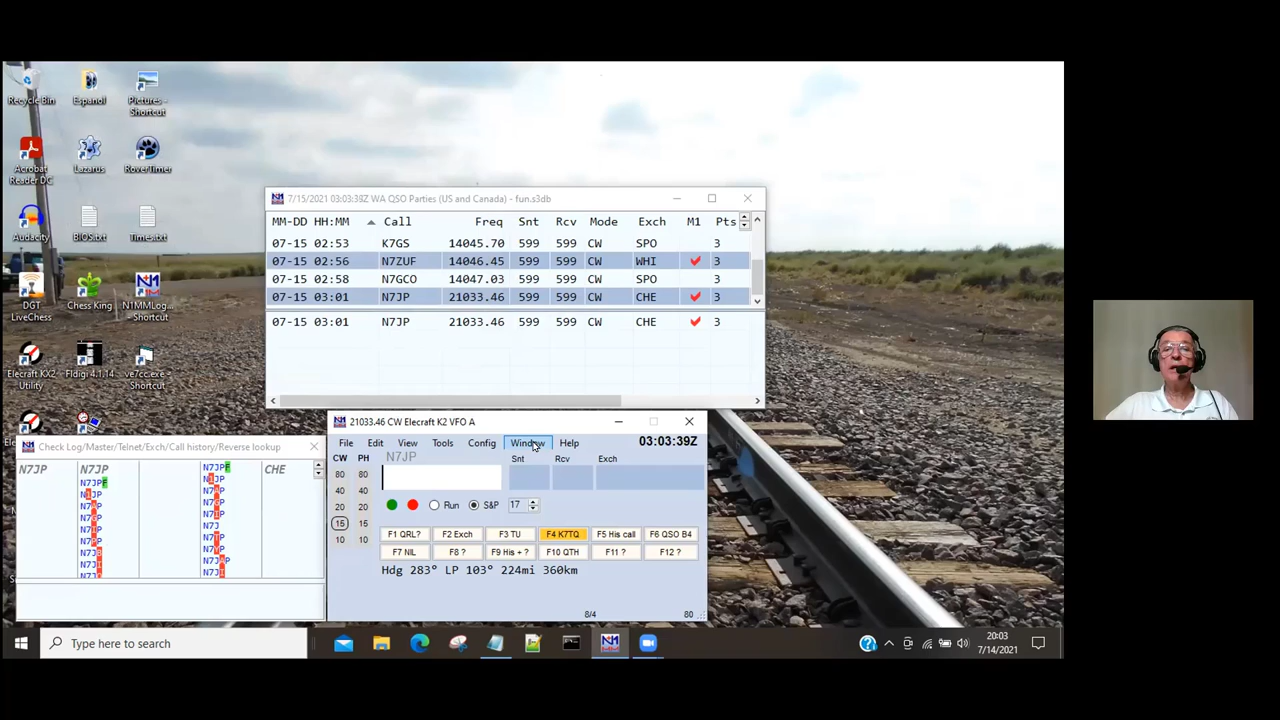 Recycle Bin
Espanol
Pictures - Shortcut
Acrobat Reader DC
Lazarus
RoverTimer
Audacity
BIOS.txt
Times.txt
DGT LiveChess
Chess King
N1MMLog... - Shortcut
Elecraft KX2 Utility
Fldigi 4.1.14
ve7cc.exe - Shortcut
7/15/2021 03:03:39Z WA QSO Parties (US and Canada) - fun.s3db
MM-DD HH:MM Call Freq Snt Rcv Mode Exch M1 Pts
07-15 02:53 K7GS 14045.70 599 599 CW SPO 3
07-15 02:56 N7ZUF 14046.45 599 599 CW WHI 3
07-15 02:58 N7GCO 14047.03 599 599 CW SPO 3
07-15 03:01 N7JP 21033.46 599 599 CW CHE 3
07-15 03:01 N7JP 21033.46 599 599 CW CHE 3
21033.46 CW Elecraft K2 VFO A
File Edit View Tools Config Window Help 03:03:39Z
CW PH N7JP Snt Rcv Exch
80 80
40 40
20 20
15 15
10 10
Run S&P 17
F1 QRL? F2 Exch F3 TU F4 K7TQ F5 His call F6 QSO B4
F7 NIL F8 ? F9 His + ? F10 QTH F11 ? F12 ?
Hdg 283° LP 103° 224mi 360km
8/4 80
Check Log/Master/Telnet/Exch/Call history/Reverse lookup
N7JP N7JP N7JPF CHE
N7JPF
Type here to search
20:03
7/14/2021